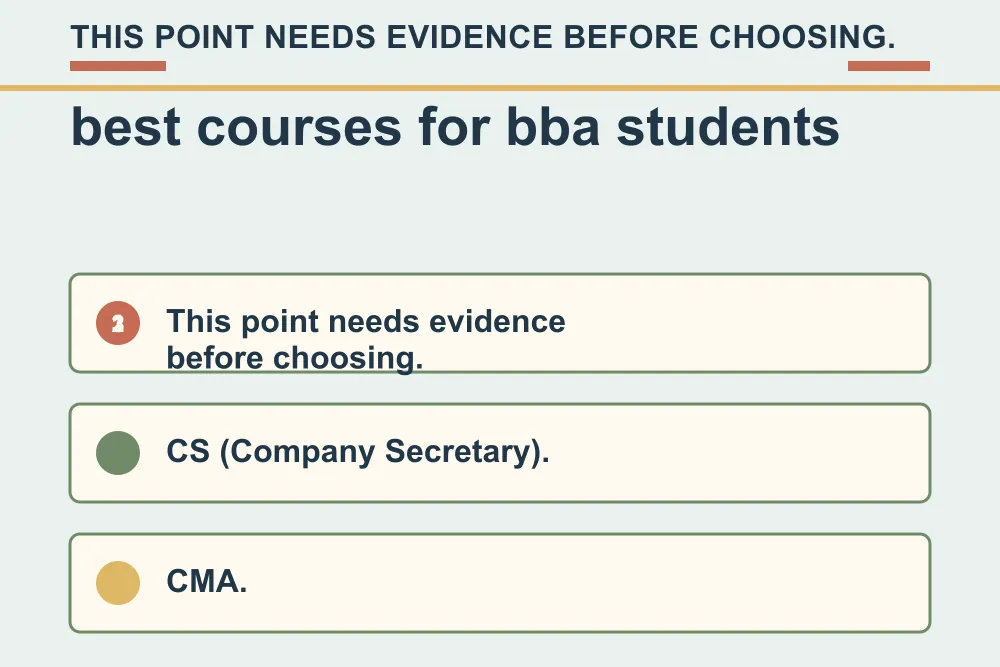 THIS POINT NEEDS EVIDENCE BEFORE CHOOSING.
best courses for bba students
This point needs evidence
before choosing.
CS (Company Secretary).
CMA.